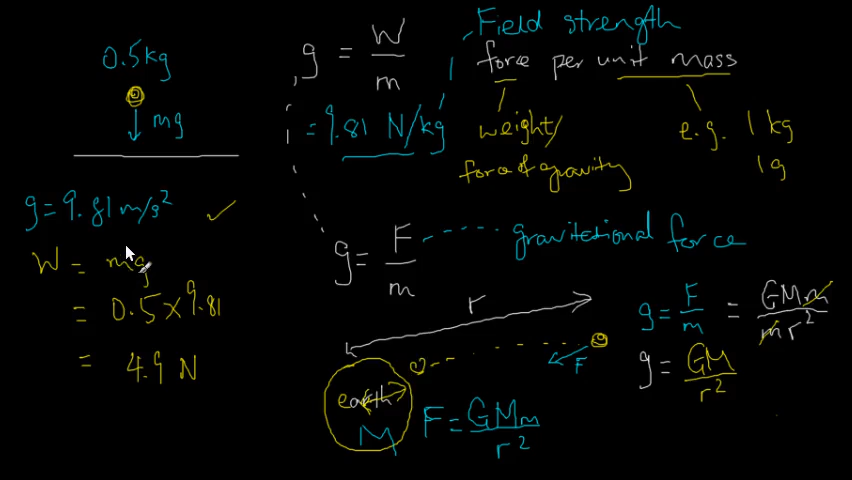 Field strength
0.5kg
g = W/m
force per unit mass
mg
= 9.81 N/kg
weight/
force of gravity
e.g. 1 kg
1g
g = 9.81 m/s²
W = mg
= 0.5 × 9.81
= 4.9 N
g = F/m
gravitational force
r
g = F/m = GMm/mr²
g = GM/r²
F
earth
M
F = GMm/r²